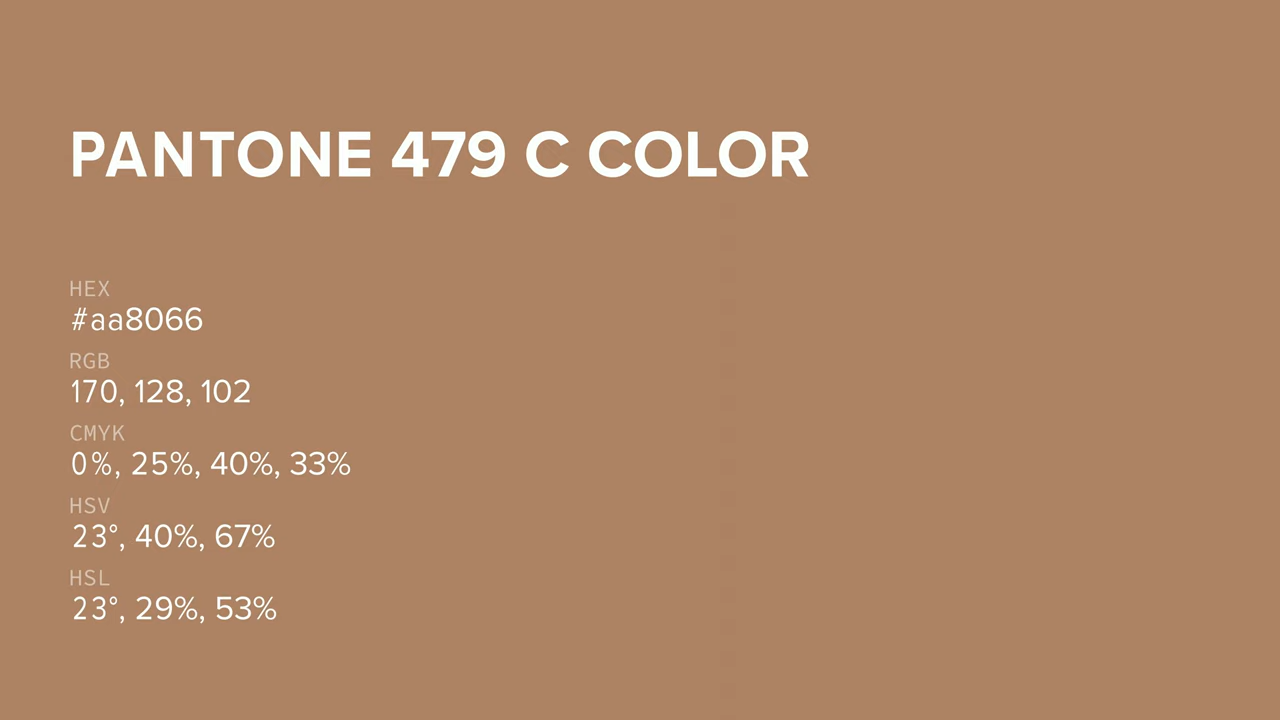 PANTONE 479 C COLOR
HEX
#aa8066
RGB
170, 128, 102
CMYK
0%, 25%, 40%, 33%
HSV
23°, 40%, 67%
HSL
23°, 29%, 53%